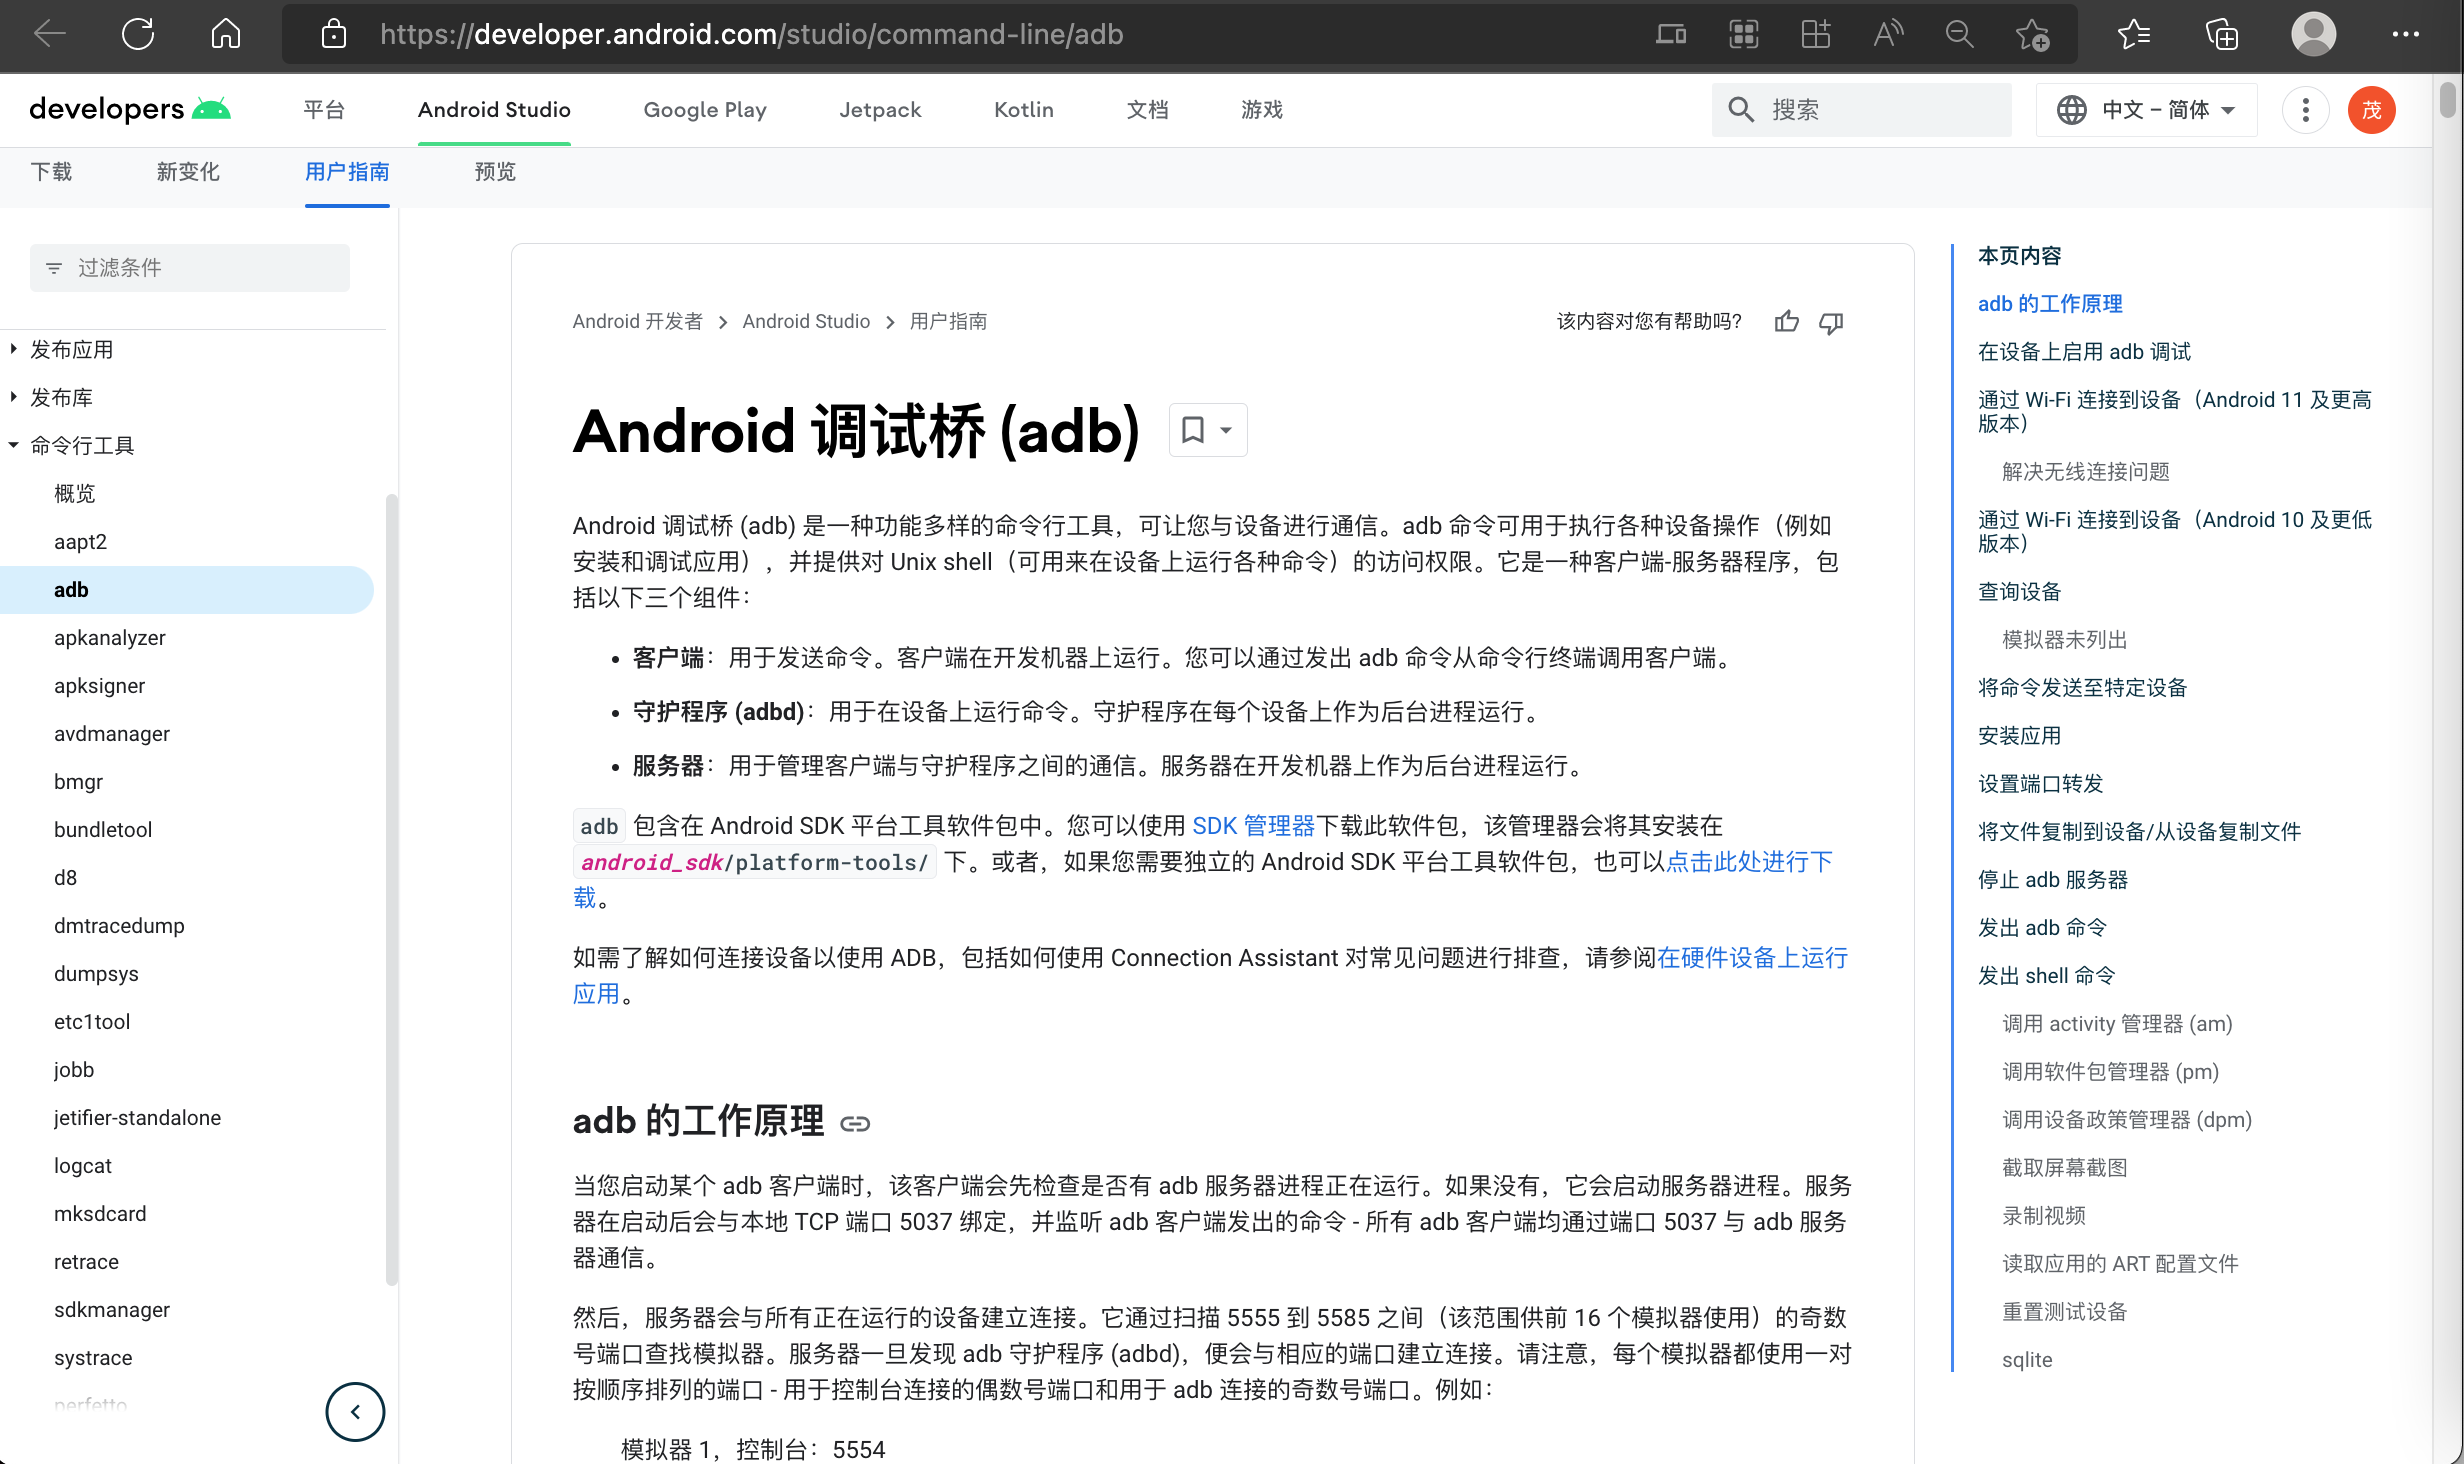 https://developer.android.com/studio/command-line/adb
developers
平台
Android Studio
Google Play
Jetpack
Kotlin
文档
游戏
搜索
中文 – 简体
茂
下载
新变化
用户指南
预览
过滤条件
发布应用
发布库
命令行工具
概览
aapt2
adb
apkanalyzer
apksigner
avdmanager
bmgr
bundletool
d8
dmtracedump
dumpsys
etc1tool
jobb
jetifier-standalone
logcat
mksdcard
retrace
sdkmanager
systrace
perfetto
Android 开发者
Android Studio
用户指南
该内容对您有帮助吗?
Android 调试桥 (adb)
Android 调试桥 (adb) 是一种功能多样的命令行工具，可让您与设备进行通信。adb 命令可用于执行各种设备操作（例如
安装和调试应用），并提供对 Unix shell（可用来在设备上运行各种命令）的访问权限。它是一种客户端-服务器程序，包
括以下三个组件：
• 客户端：用于发送命令。客户端在开发机器上运行。您可以通过发出 adb 命令从命令行终端调用客户端。
• 守护程序 (adbd)：用于在设备上运行命令。守护程序在每个设备上作为后台进程运行。
• 服务器：用于管理客户端与守护程序之间的通信。服务器在开发机器上作为后台进程运行。
adb 包含在 Android SDK 平台工具软件包中。您可以使用 SDK 管理器下载此软件包，该管理器会将其安装在
android_sdk/platform-tools/ 下。或者，如果您需要独立的 Android SDK 平台工具软件包，也可以点击此处进行下
载。
如需了解如何连接设备以使用 ADB，包括如何使用 Connection Assistant 对常见问题进行排查，请参阅在硬件设备上运行
应用。
adb 的工作原理
当您启动某个 adb 客户端时，该客户端会先检查是否有 adb 服务器进程正在运行。如果没有，它会启动服务器进程。服务
器在启动后会与本地 TCP 端口 5037 绑定，并监听 adb 客户端发出的命令 - 所有 adb 客户端均通过端口 5037 与 adb 服务
器通信。
然后，服务器会与所有正在运行的设备建立连接。它通过扫描 5555 到 5585 之间（该范围供前 16 个模拟器使用）的奇数
号端口查找模拟器。服务器一旦发现 adb 守护程序 (adbd)，便会与相应的端口建立连接。请注意，每个模拟器都使用一对
按顺序排列的端口 - 用于控制台连接的偶数号端口和用于 adb 连接的奇数号端口。例如：
模拟器 1，控制台：5554
本页内容
adb 的工作原理
在设备上启用 adb 调试
通过 Wi-Fi 连接到设备（Android 11 及更高
版本）
解决无线连接问题
通过 Wi-Fi 连接到设备（Android 10 及更低
版本）
查询设备
模拟器未列出
将命令发送至特定设备
安装应用
设置端口转发
将文件复制到设备/从设备复制文件
停止 adb 服务器
发出 adb 命令
发出 shell 命令
调用 activity 管理器 (am)
调用软件包管理器 (pm)
调用设备政策管理器 (dpm)
截取屏幕截图
录制视频
读取应用的 ART 配置文件
重置测试设备
sqlite